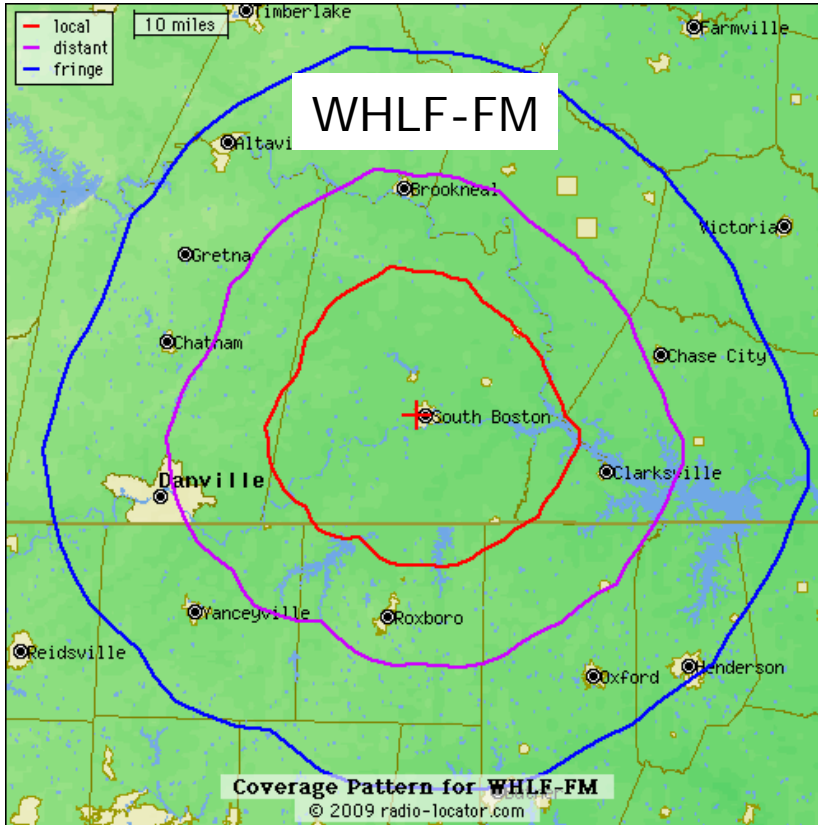 Timberlake
local
distant
fringe
10 miles
Farmville
WHLF-FM
Altavi
Brookneal
Victoria
Gretna
Chatham
Chase City
South Boston
Clarksville
Danville
Yanceyville
Roxboro
Reidsville
Henderson
Oxford
Coverage Pattern for WHLF-FM
© 2009 radio-locator.com